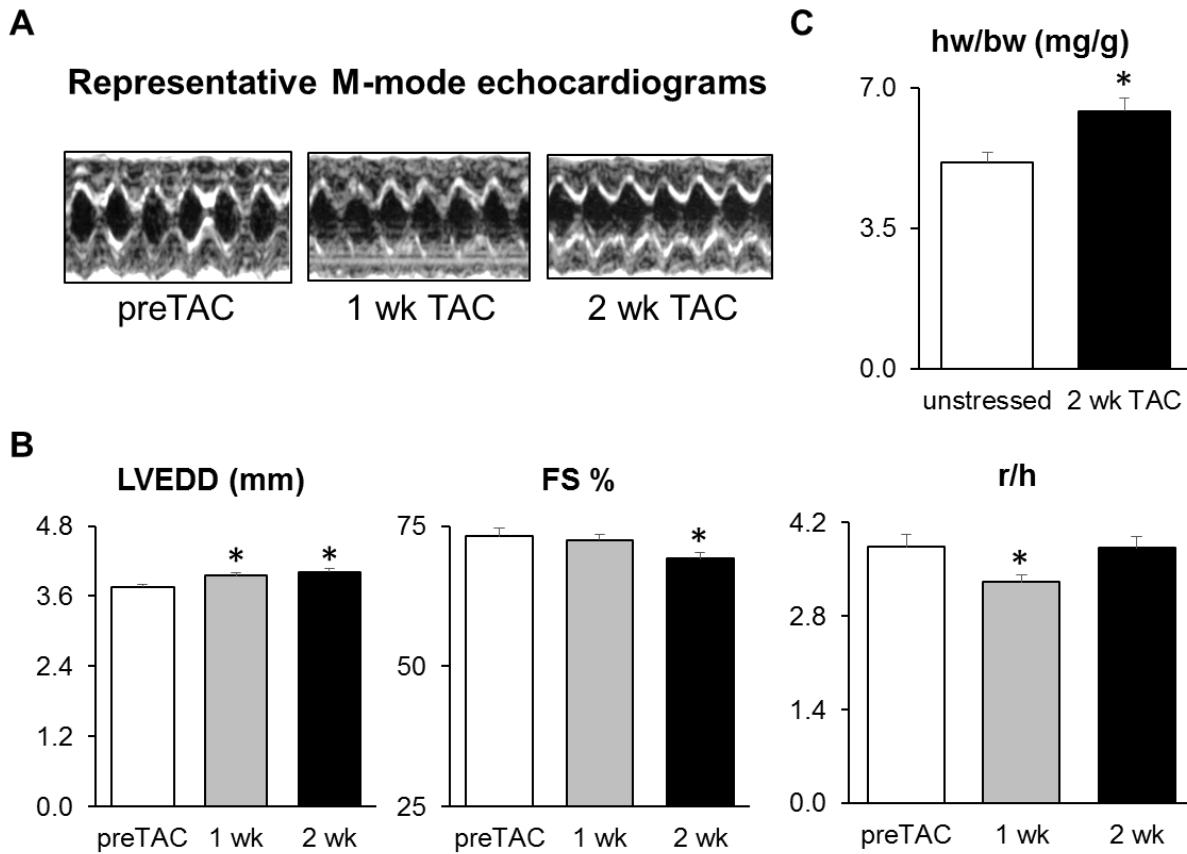 A
Representative M-mode echocardiograms
preTAC
1 wk TAC
2 wk TAC
C
hw/bw (mg/g)
7.0
3.5
0.0
*
unstressed
2 wk TAC
B
LVEDD (mm)
4.8
3.6
2.4
1.2
0.0
*
*
preTAC
1 wk
2 wk
FS %
75
50
25
*
preTAC
1 wk
2 wk
r/h
4.2
2.8
1.4
0.0
*
preTAC
1 wk
2 wk